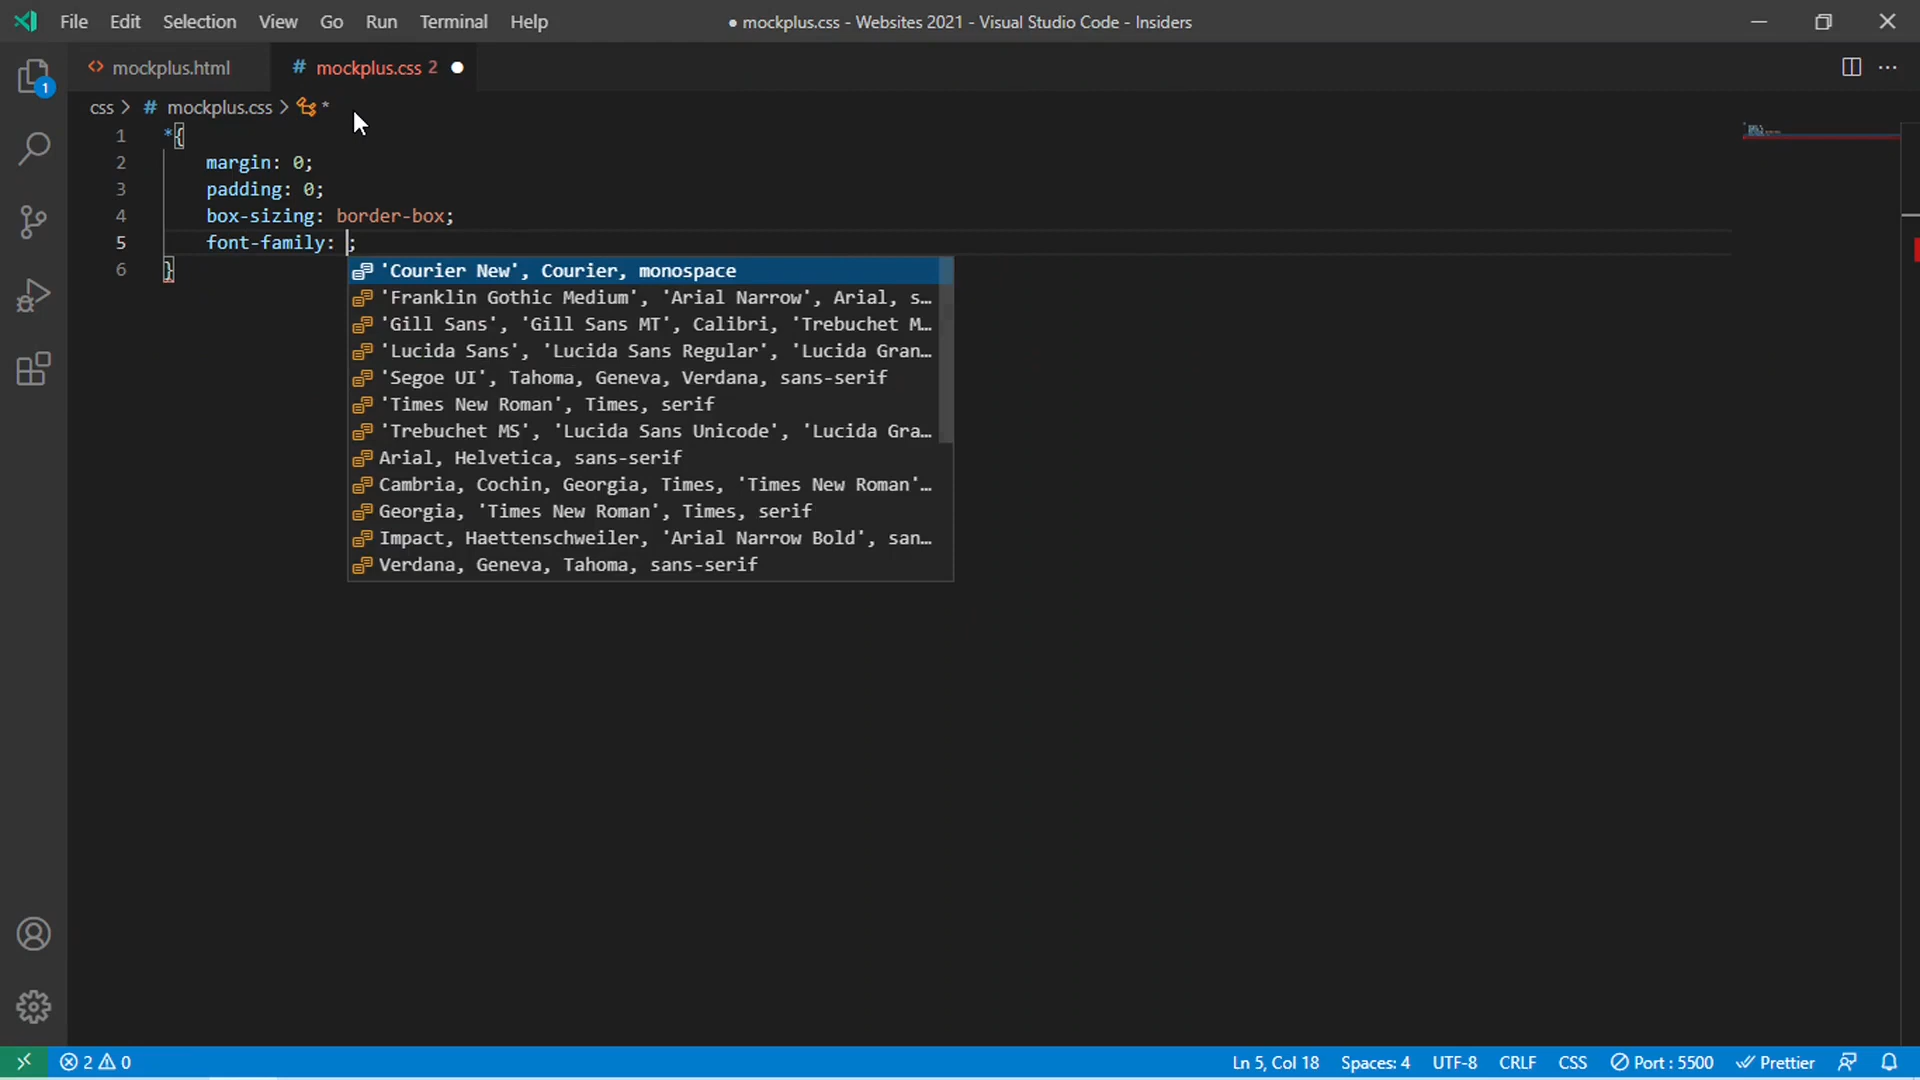 File Edit Selection View Go Run Terminal Help ● mockplus.css - Websites 2021 - Visual Studio Code - Insiders
1
<> mockplus.html # mockplus.css 2 ● ···
css > # mockplus.css > *
1 *{
2 margin: 0;
3 padding: 0;
4 box-sizing: border-box;
5 font-family: ;
6 }
'Courier New', Courier, monospace
'Franklin Gothic Medium', 'Arial Narrow', Arial, s…
'Gill Sans', 'Gill Sans MT', Calibri, 'Trebuchet M…
'Lucida Sans', 'Lucida Sans Regular', 'Lucida Gran…
'Segoe UI', Tahoma, Geneva, Verdana, sans-serif
'Times New Roman', Times, serif
'Trebuchet MS', 'Lucida Sans Unicode', 'Lucida Gra…
Arial, Helvetica, sans-serif
Cambria, Cochin, Georgia, Times, 'Times New Roman'…
Georgia, 'Times New Roman', Times, serif
Impact, Haettenschweiler, 'Arial Narrow Bold', san…
Verdana, Geneva, Tahoma, sans-serif
2 0 Ln 5, Col 18 Spaces: 4 UTF-8 CRLF CSS Port : 5500 Prettier